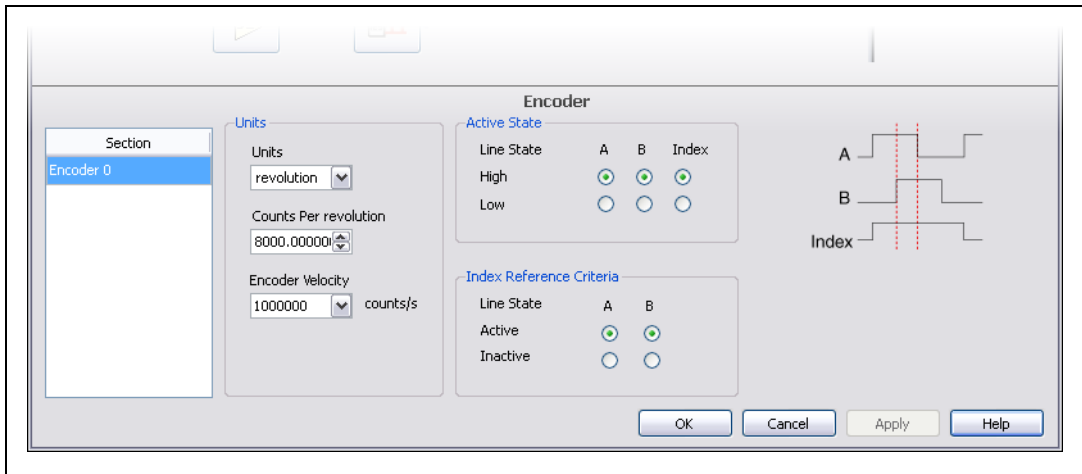 Encoder
Section
Encoder 0
Units
Units
revolution
Counts Per revolution
8000.00000
Encoder Velocity
1000000 counts/s
Active State
Line State A B Index
High
Low
Index Reference Criteria
Line State A B
Active
Inactive
A
B
Index
OK Cancel Apply Help